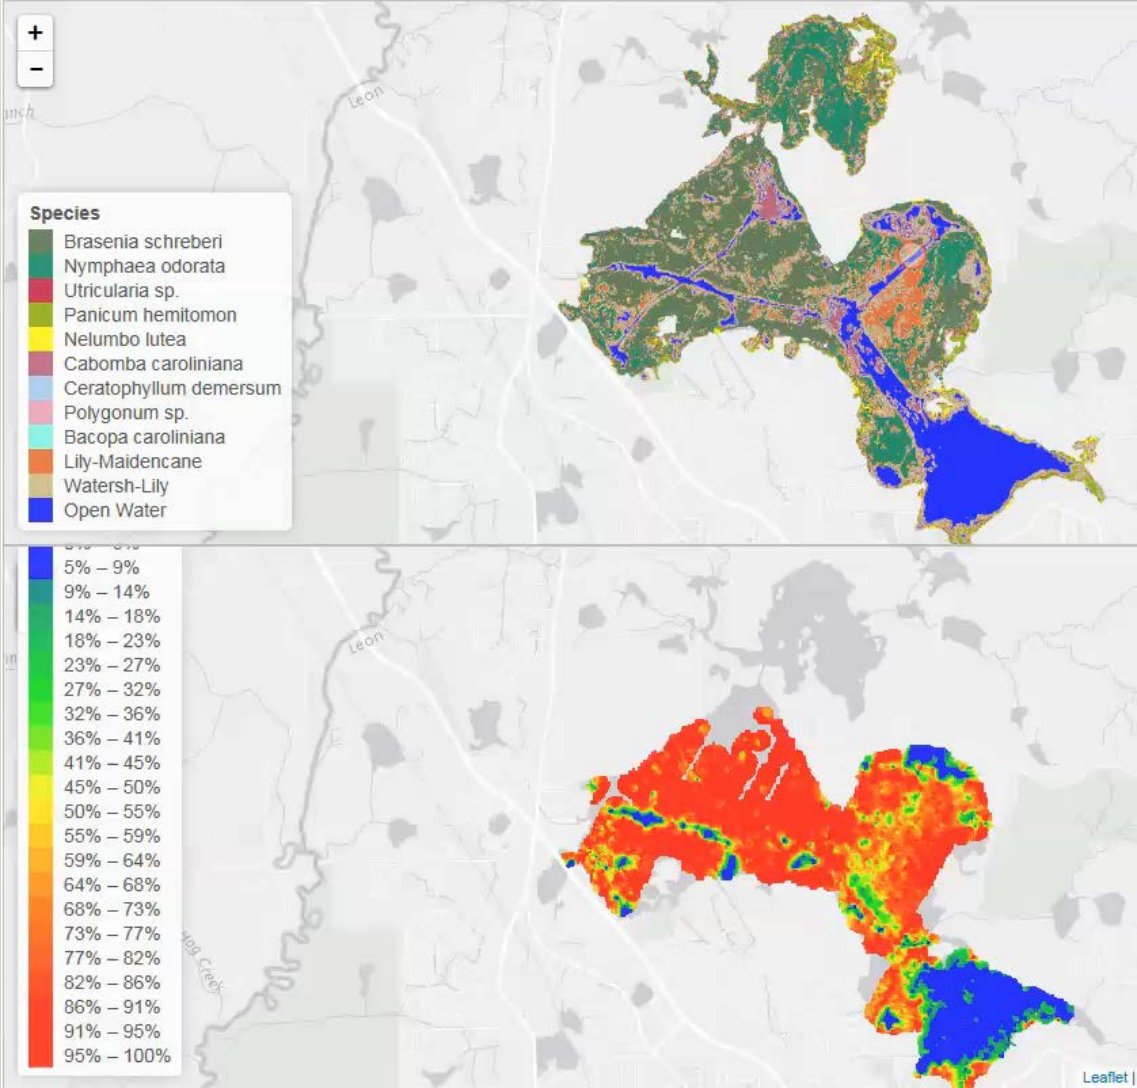 +
−
Leon
anch
Species
Brasenia schreberi
Nymphaea odorata
Utricularia sp.
Panicum hemitomon
Nelumbo lutea
Cabomba caroliniana
Ceratophyllum demersum
Polygonum sp.
Bacopa caroliniana
Lily-Maidencane
Watersh-Lily
Open Water
5% – 9%
9% – 14%
14% – 18%
18% – 23%
23% – 27%
27% – 32%
32% – 36%
36% – 41%
41% – 45%
45% – 50%
50% – 55%
55% – 59%
59% – 64%
64% – 68%
68% – 73%
73% – 77%
77% – 82%
82% – 86%
86% – 91%
91% – 95%
95% – 100%
Leon
Hog Creek
Leaflet |